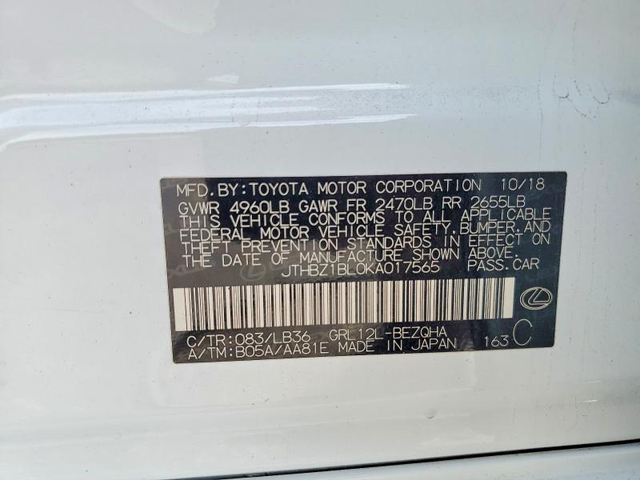 MFD.BY:TOYOTA MOTOR CORPORATION 10/18
GVWR 4960LB GAWR FR 2470LB RR 2655LB
THIS VEHICLE CONFORMS TO ALL APPLICABLE
FEDERAL MOTOR VEHICLE SAFETY,BUMPER,AND
THEFT PREVENTION STANDARDS IN EFFECT ON
THE DATE OF MANUFACTURE SHOWN ABOVE.
JTHBZ1BL0KA017565 PASS.CAR
C/TR:083/LB36 GRL12L-BEZQHA
A/TM:B05A/AA81E MADE IN JAPAN 163 C